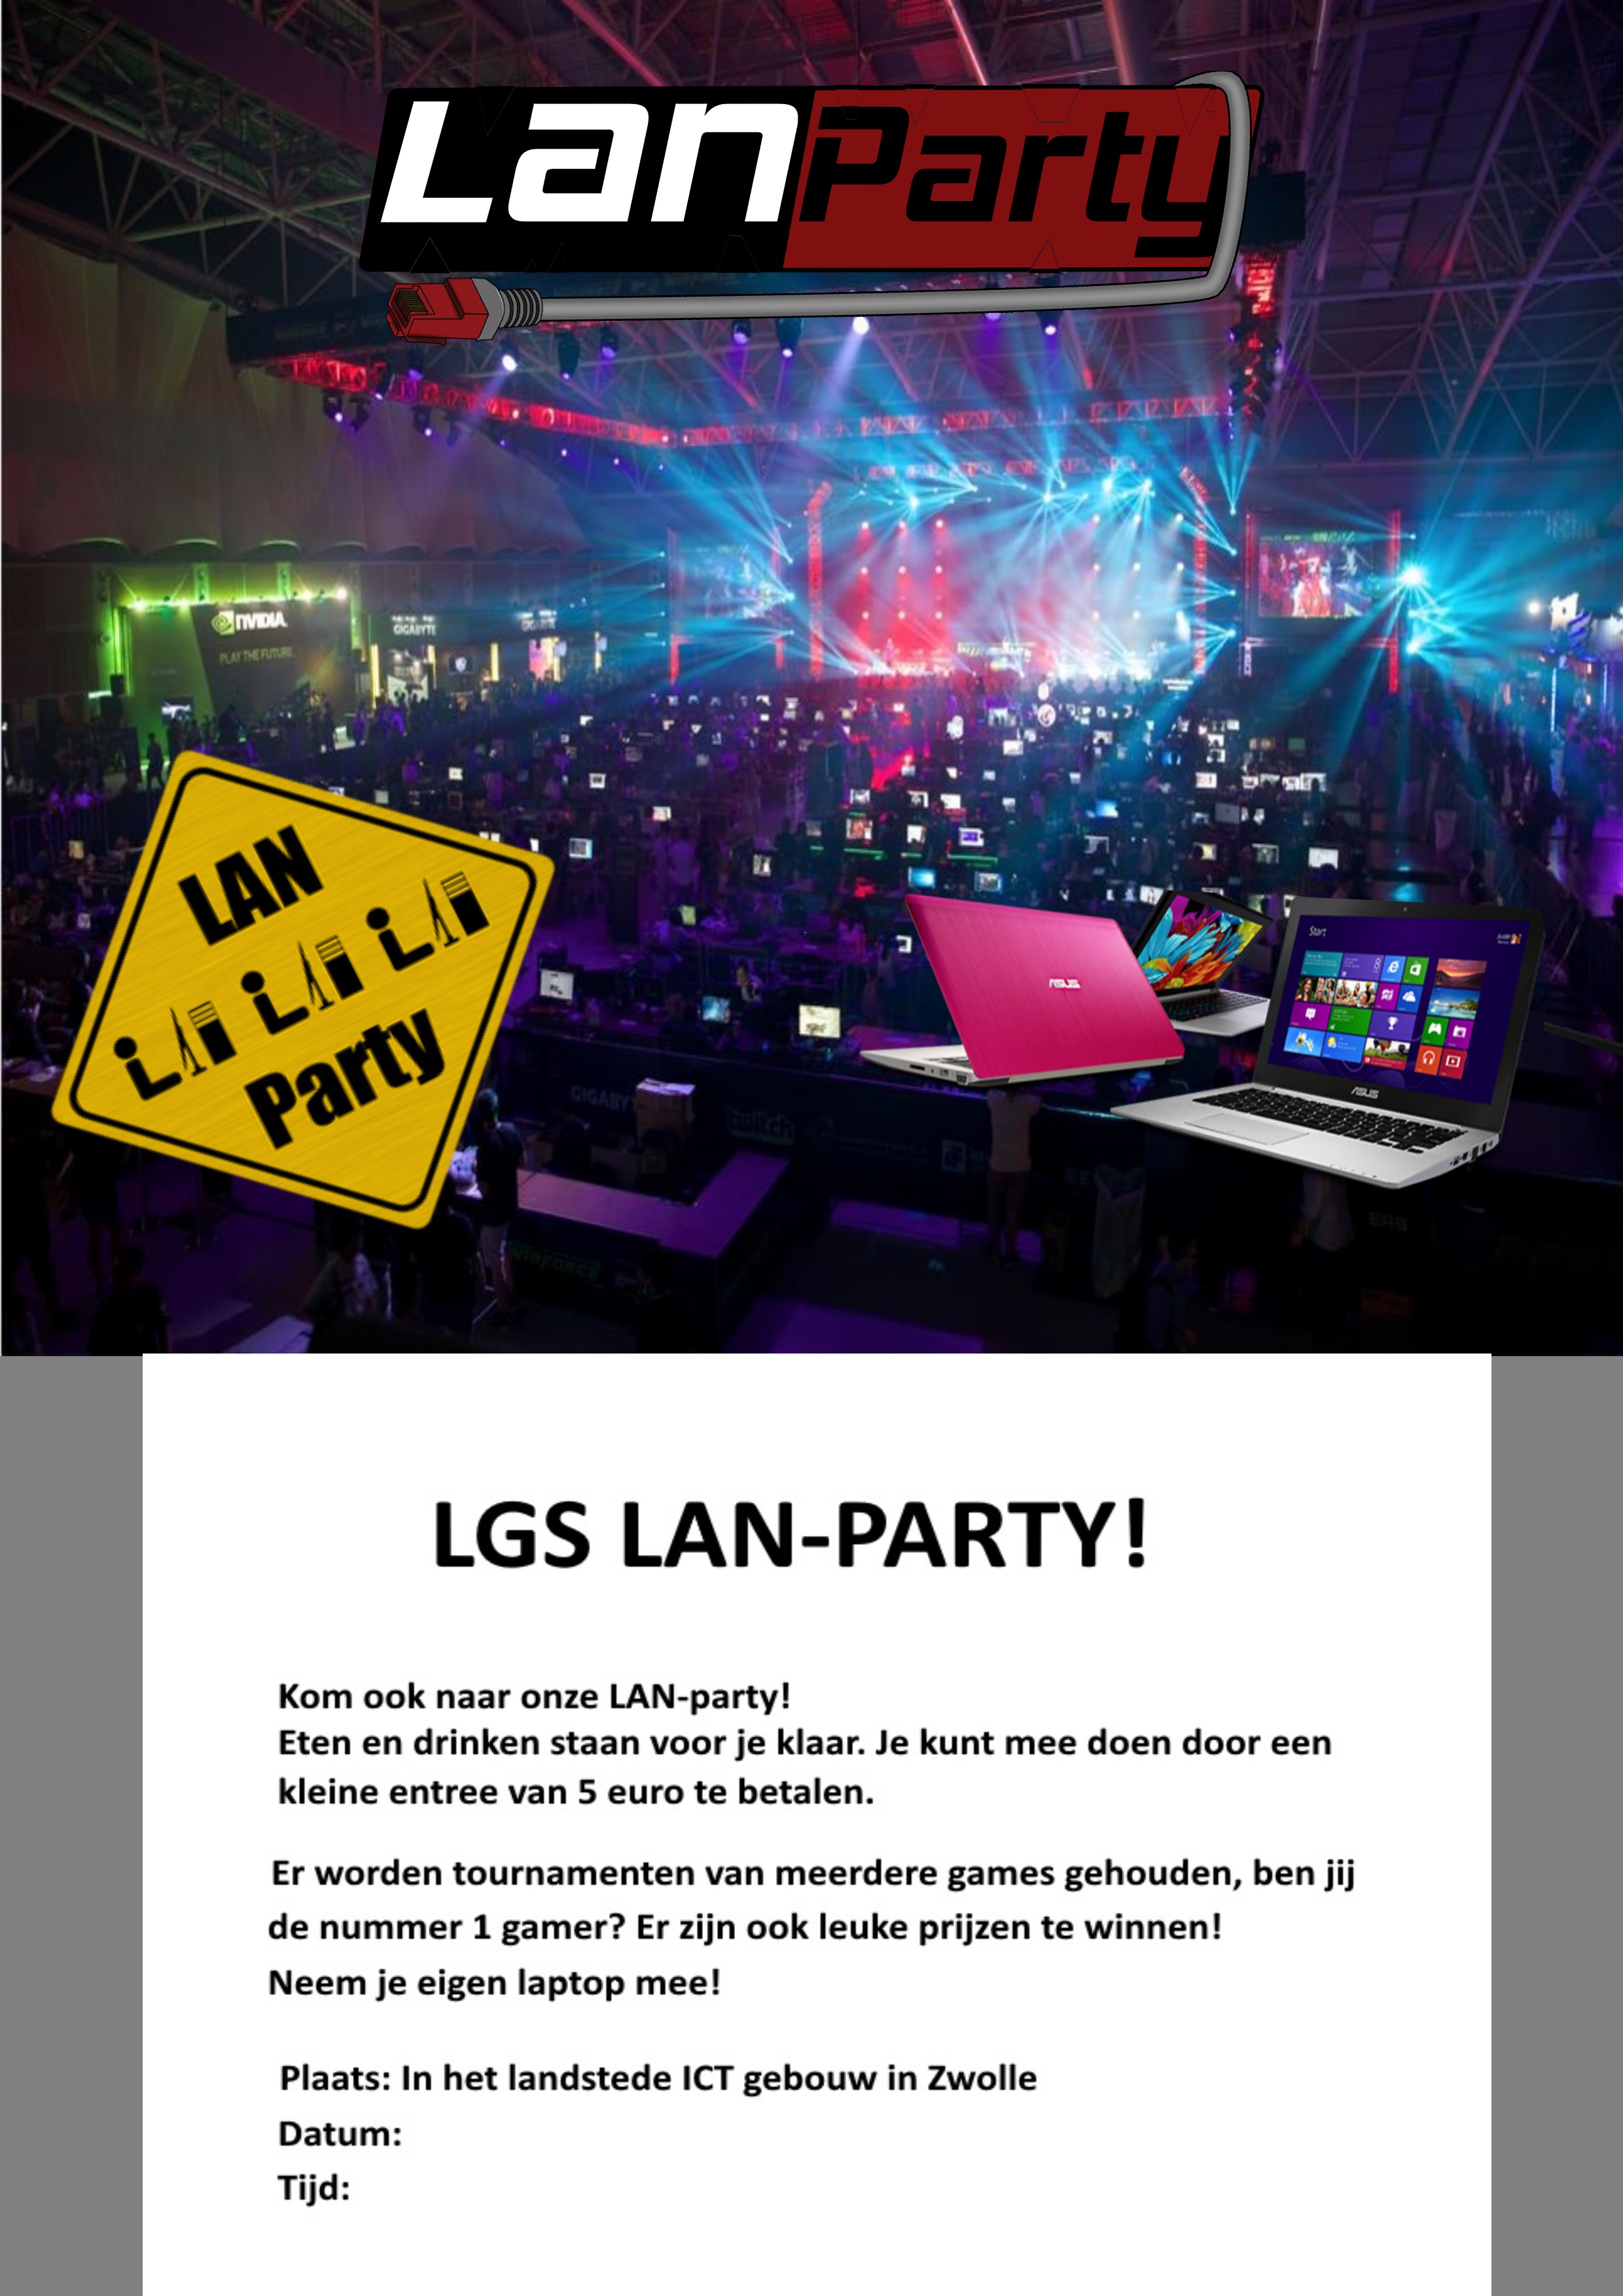 LanParty
NVIDIA
PLAY THE FUTURE
GIGABYTE
GIGABYTE
LAN
Party
ASUS
Start
ASUS
GIGABYTE
twitch
LGS LAN-PARTY!
Kom ook naar onze LAN-party!
Eten en drinken staan voor je klaar. Je kunt mee doen door een
kleine entree van 5 euro te betalen.
Er worden tournamenten van meerdere games gehouden, ben jij
de nummer 1 gamer? Er zijn ook leuke prijzen te winnen!
Neem je eigen laptop mee!
Plaats: In het landstede ICT gebouw in Zwolle
Datum:
Tijd: